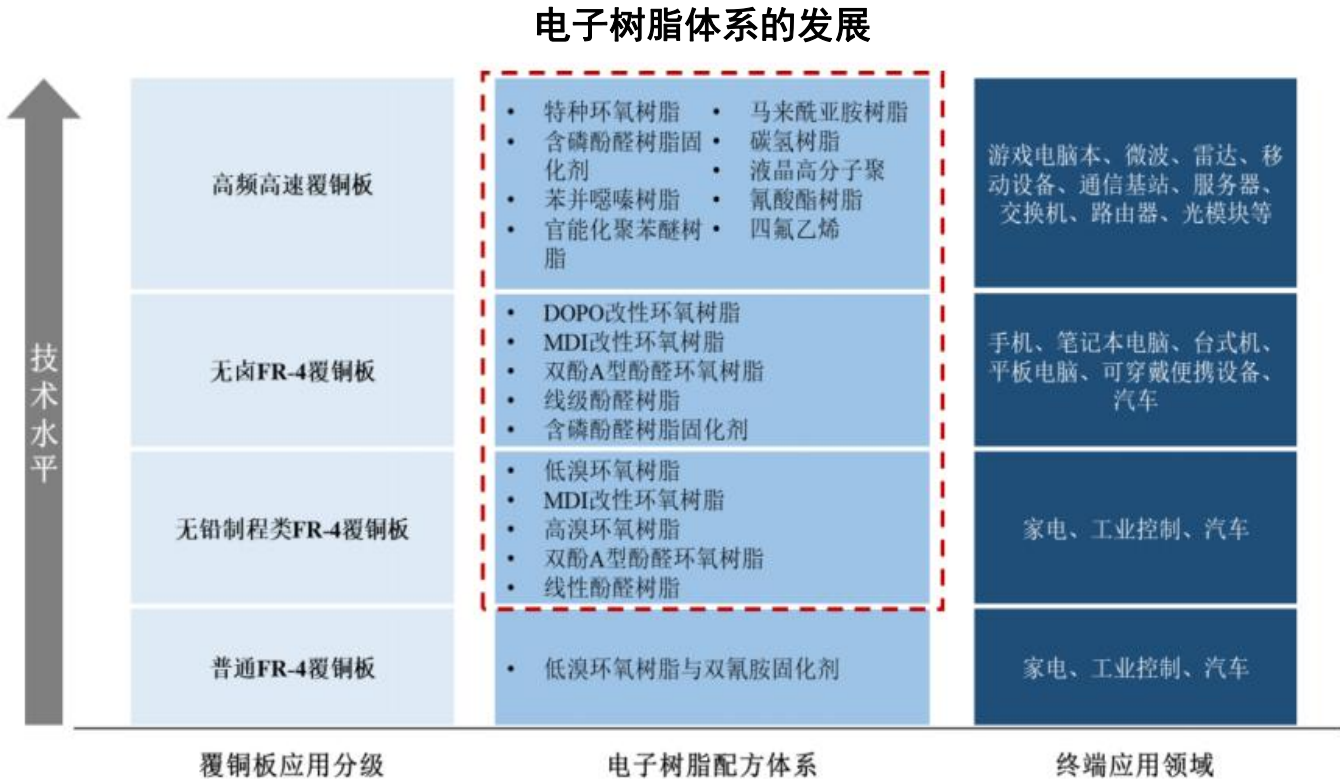 电子树脂体系的发展
技术水平
高频高速覆铜板
• 特种环氧树脂
• 含磷酚醛树脂固
化剂
• 苯并噁嗪树脂
• 官能化聚苯醚树
脂
• 马来酰亚胺树脂
• 碳氢树脂
• 液晶高分子聚
• 氰酸酯树脂
• 四氟乙烯
游戏电脑本、微波、雷达、移
动设备、通信基站、服务器、
交换机、路由器、光模块等
无卤FR-4覆铜板
• DOPO改性环氧树脂
• MDI改性环氧树脂
• 双酚A型酚醛环氧树脂
• 线级酚醛树脂
• 含磷酚醛树脂固化剂
手机、笔记本电脑、台式机、
平板电脑、可穿戴便携设备、
汽车
无铅制程类FR-4覆铜板
• 低溴环氧树脂
• MDI改性环氧树脂
• 高溴环氧树脂
• 双酚A型酚醛环氧树脂
• 线性酚醛树脂
家电、工业控制、汽车
普通FR-4覆铜板
• 低溴环氧树脂与双氰胺固化剂
家电、工业控制、汽车
覆铜板应用分级
电子树脂配方体系
终端应用领域